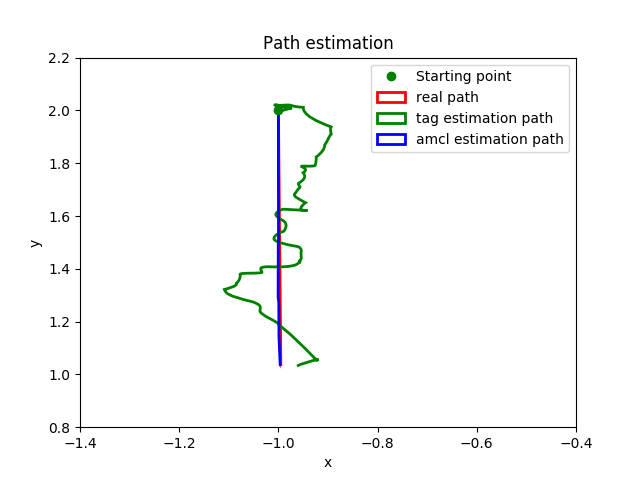 Path estimation
Starting point
real path
tag estimation path
amcl estimation path
y
2.2
2.0
1.8
1.6
1.4
1.2
1.0
0.8
−1.4 −1.2 −1.0 −0.8 −0.6 −0.4
x